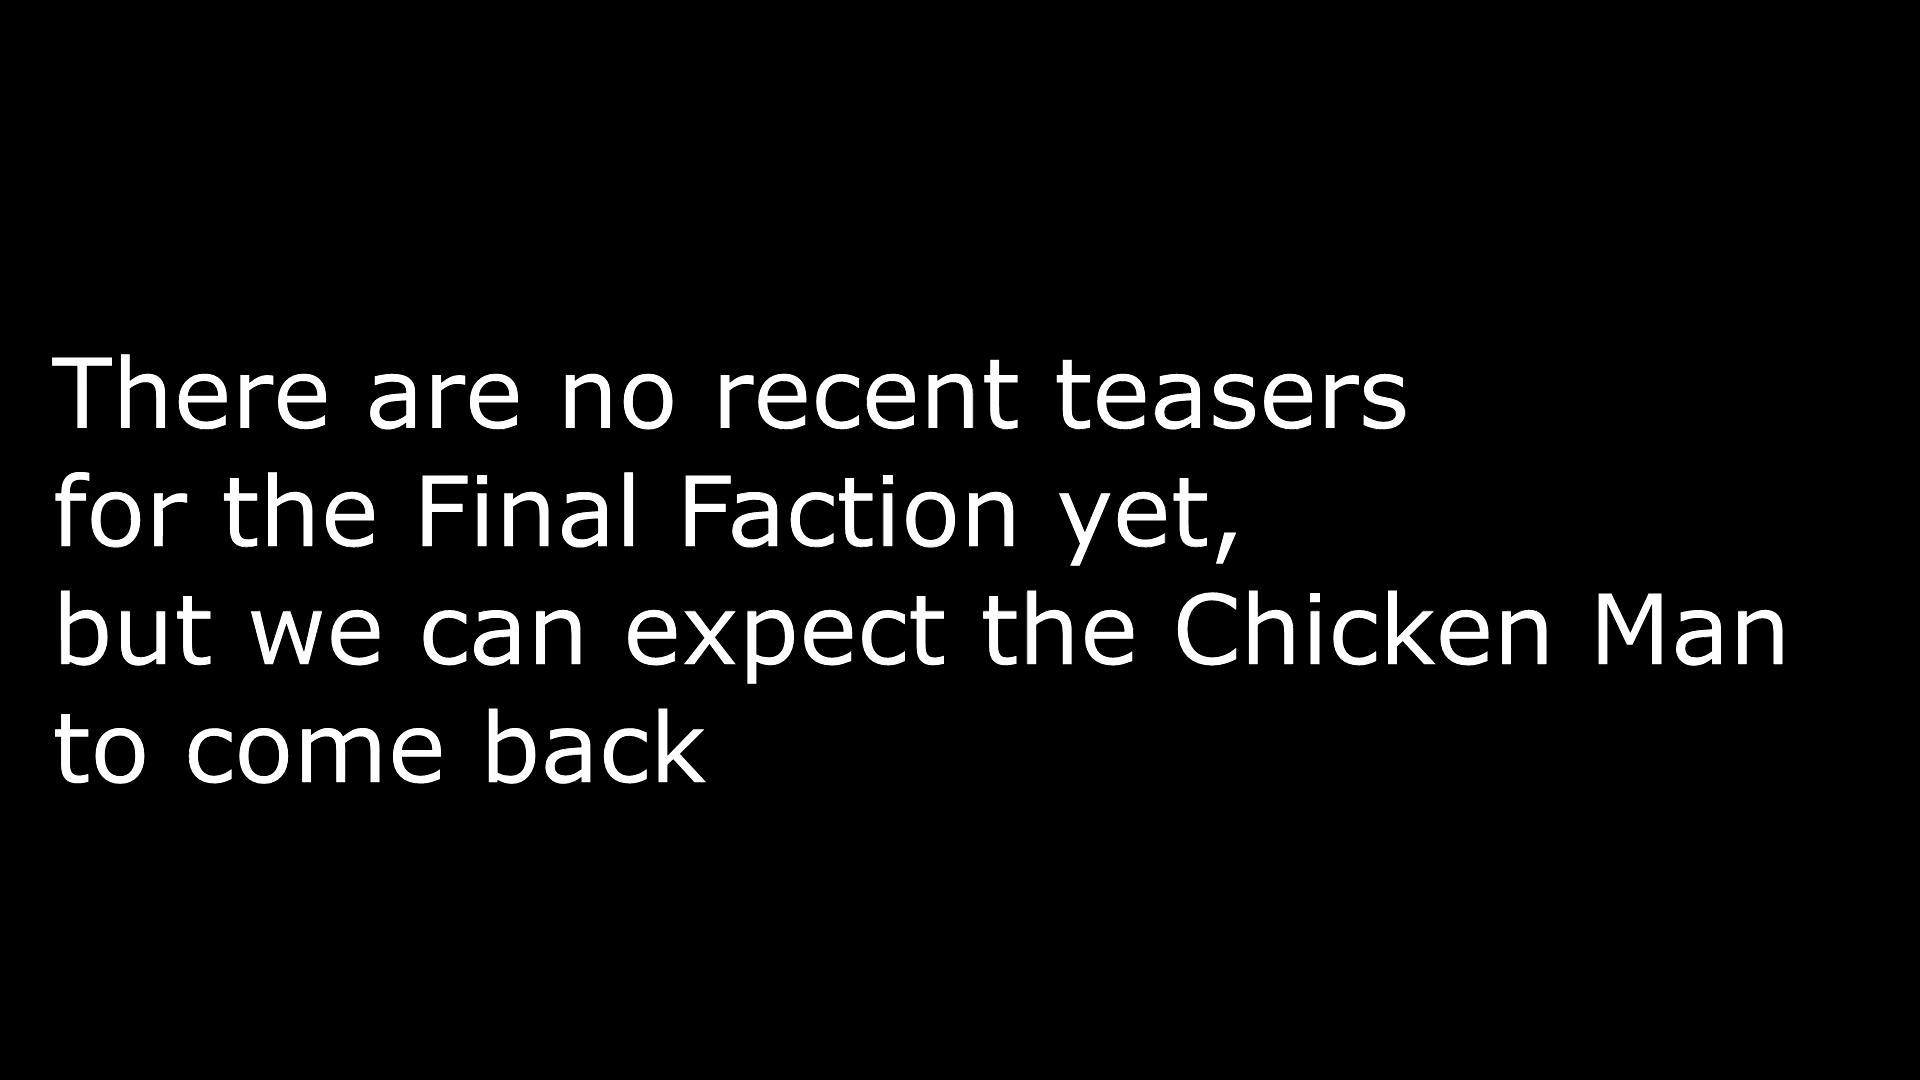 There are no recent teasers
for the Final Faction yet,
but we can expect the Chicken Man
to come back